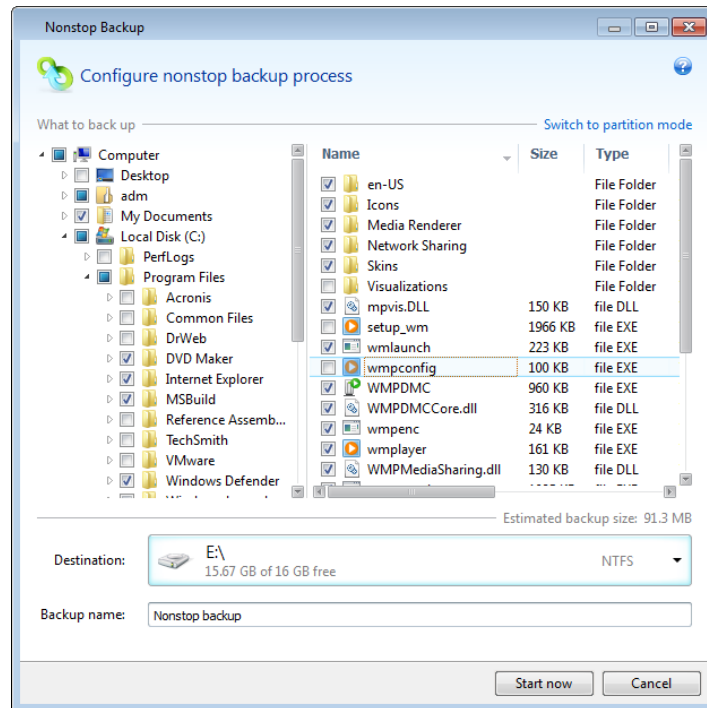 Nonstop Backup
Configure nonstop backup process
What to back up
Switch to partition mode
Computer
Desktop
adm
My Documents
Local Disk (C:)
PerfLogs
Program Files
Acronis
Common Files
DrWeb
DVD Maker
Internet Explorer
MSBuild
Reference Assemb...
TechSmith
VMware
Windows Defender
Name Size Type
en-US File Folder
Icons File Folder
Media Renderer File Folder
Network Sharing File Folder
Skins File Folder
Visualizations File Folder
mpvis.DLL 150 KB file DLL
setup_wm 1966 KB file EXE
wmlaunch 223 KB file EXE
wmpconfig 100 KB file EXE
WMPDMC 960 KB file EXE
WMPDMCCore.dll 316 KB file DLL
wmpenc 24 KB file EXE
wmplayer 161 KB file EXE
WMPMediaSharing.dll 130 KB file DLL
Estimated backup size: 91.3 MB
Destination:
E:\
15.67 GB of 16 GB free
NTFS
Backup name:
Nonstop backup
Start now
Cancel